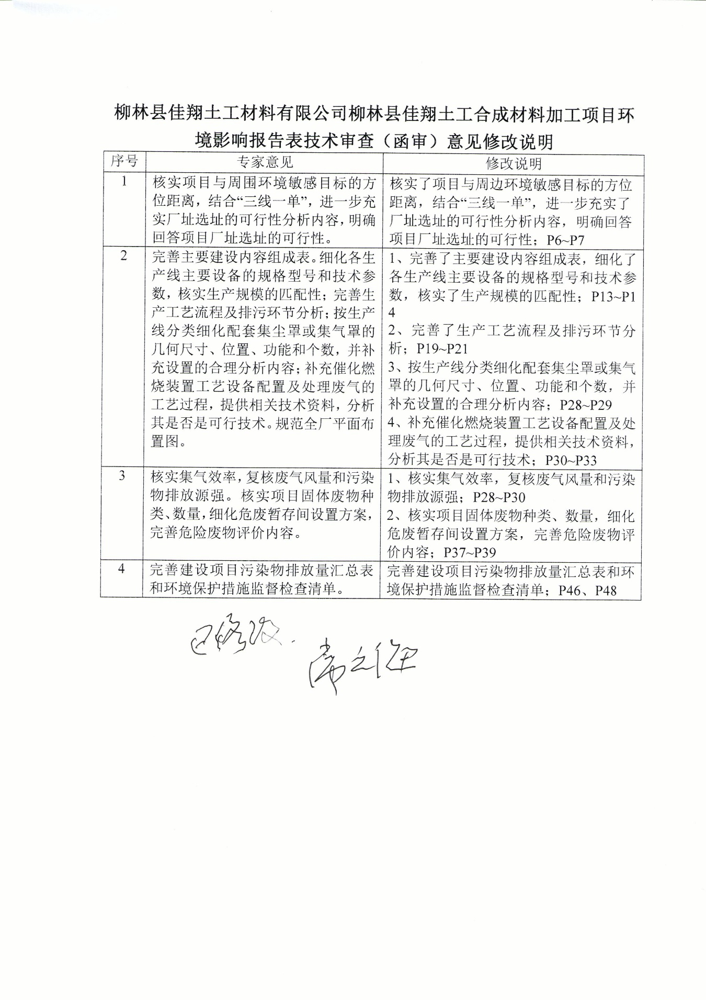 柳林县佳翔土工材料有限公司柳林县佳翔土工合成材料加工项目环
境影响报告表技术审查（函审）意见修改说明
序号
专家意见
修改说明
1
核实项目与周围环境敏感目标的方
位距离，结合“三线一单”，进一步充
实厂址选址的可行性分析内容，明确
回答项目厂址选址的可行性。
核实了项目与周边环境敏感目标的方位
距离，结合“三线一单”，进一步充实了
厂址选址的可行性分析内容，明确回答
项目厂址选址的可行性；P6~P7
2
完善主要建设内容组成表。细化各生
产线主要设备的规格型号和技术参
数，核实生产规模的匹配性；完善生
产工艺流程及排污环节分析；按生产
线分类细化配套集尘罩或集气罩的
几何尺寸、位置、功能和个数，并补
充设置的合理分析内容；补充催化燃
烧装置工艺设备配置及处理废气的
工艺过程，提供相关技术资料，分析
其是否是可行技术。规范全厂平面布
置图。
1、完善了主要建设内容组成表，细化了
各生产线主要设备的规格型号和技术参
数，核实了生产规模的匹配性；P13~P1
4
2、完善了生产工艺流程及排污环节分
析；P19~P21
3、按生产线分类细化配套集尘罩或集气
罩的几何尺寸、位置、功能和个数，并
补充设置的合理分析内容；P28~P29
4、补充催化燃烧装置工艺设备配置及处
理废气的工艺过程，提供相关技术资料，
分析其是否是可行技术；P30~P33
3
核实集气效率，复核废气风量和污染
物排放源强。核实项目固体废物种
类、数量，细化危废暂存间设置方案，
完善危险废物评价内容。
1、核实集气效率，复核废气风量和污染
物排放源强；P28~P30
2、核实项目固体废物种类、数量，细化
危废暂存间设置方案，完善危险废物评
价内容；P37~P39
4
完善建设项目污染物排放量汇总表
和环境保护措施监督检查清单。
完善建设项目污染物排放量汇总表和环
境保护措施监督检查清单；P46、P48
已修改.